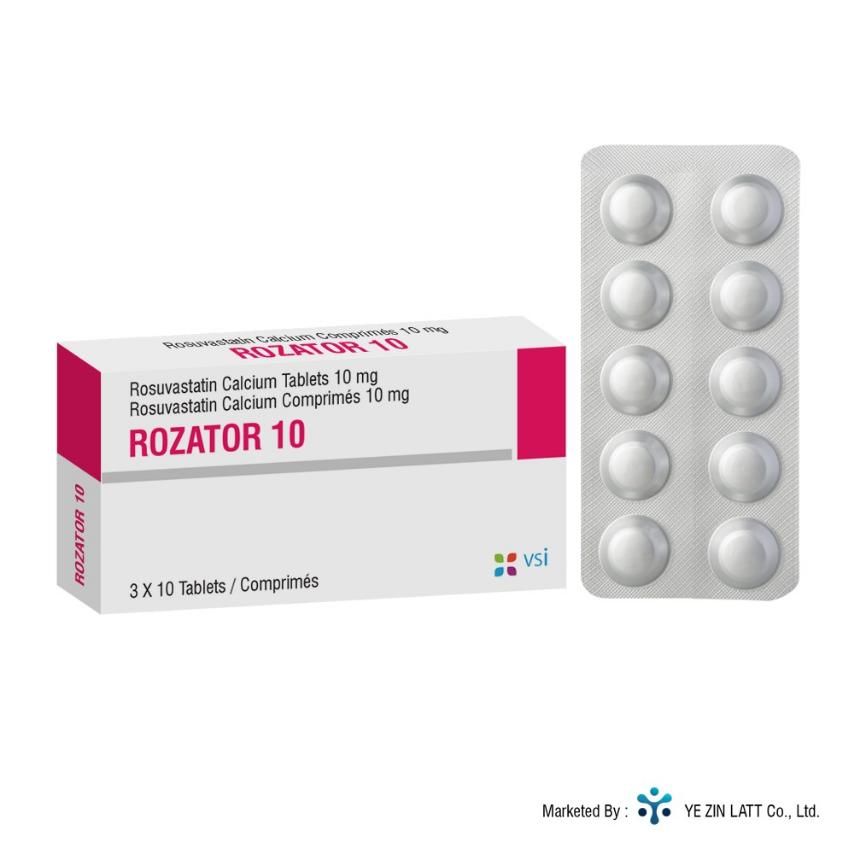 Rosuvastatin Calcium Comprimés 10 mg
ROZATOR 10
Rosuvastatin Calcium Tablets 10 mg
Rosuvastatin Calcium Comprimés 10 mg
ROZATOR 10
ROZATOR 10
3 X 10 Tablets / Comprimés
vsi
Marketed By : YE ZIN LATT Co., Ltd.